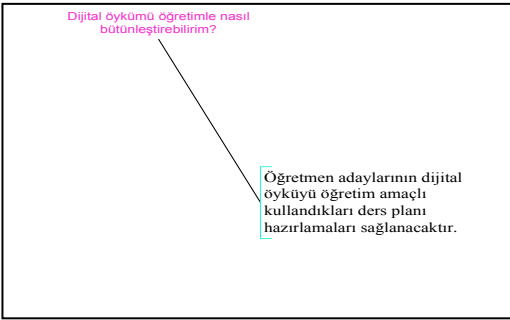 Dijital öykümü öğretimle nasıl
bütünleştirebilirim?
Öğretmen adaylarının dijital
öyküyü öğretim amaçlı
kullandıkları ders planı
hazırlamaları sağlanacaktır.